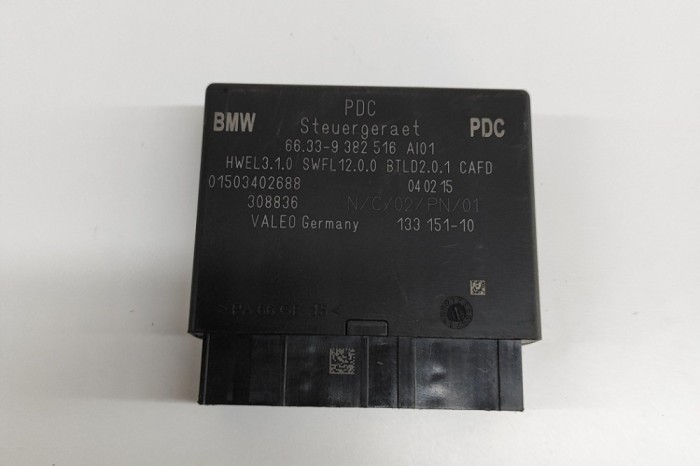 PDC
BMW Steuergeraet PDC
66.33-9 382 516 AI01
HWEL3.1.0 SWFL12.0.0 BTLD2.0.1 CAFD
01503402688 04 02 15
308836 N/C/02/PN/01
VALEO Germany 133 151-10